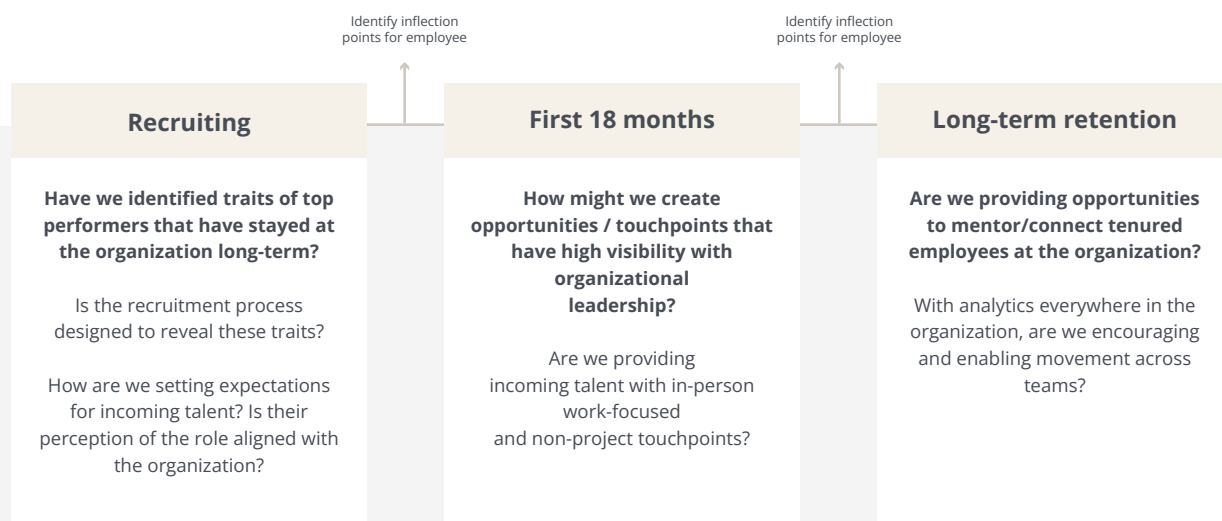 Identify inflection
points for employee
Identify inflection
points for employee
Recruiting
Have we identified traits of top
performers that have stayed at
the organization long-term?
Is the recruitment process
designed to reveal these traits?
How are we setting expectations
for incoming talent? Is their
perception of the role aligned with
the organization?
First 18 months
How might we create
opportunities / touchpoints that
have high visibility with
organizational
leadership?
Are we providing
incoming talent with in-person
work-focused
and non-project touchpoints?
Long-term retention
Are we providing opportunities
to mentor/connect tenured
employees at the organization?
With analytics everywhere in the
organization, are we encouraging
and enabling movement across
teams?